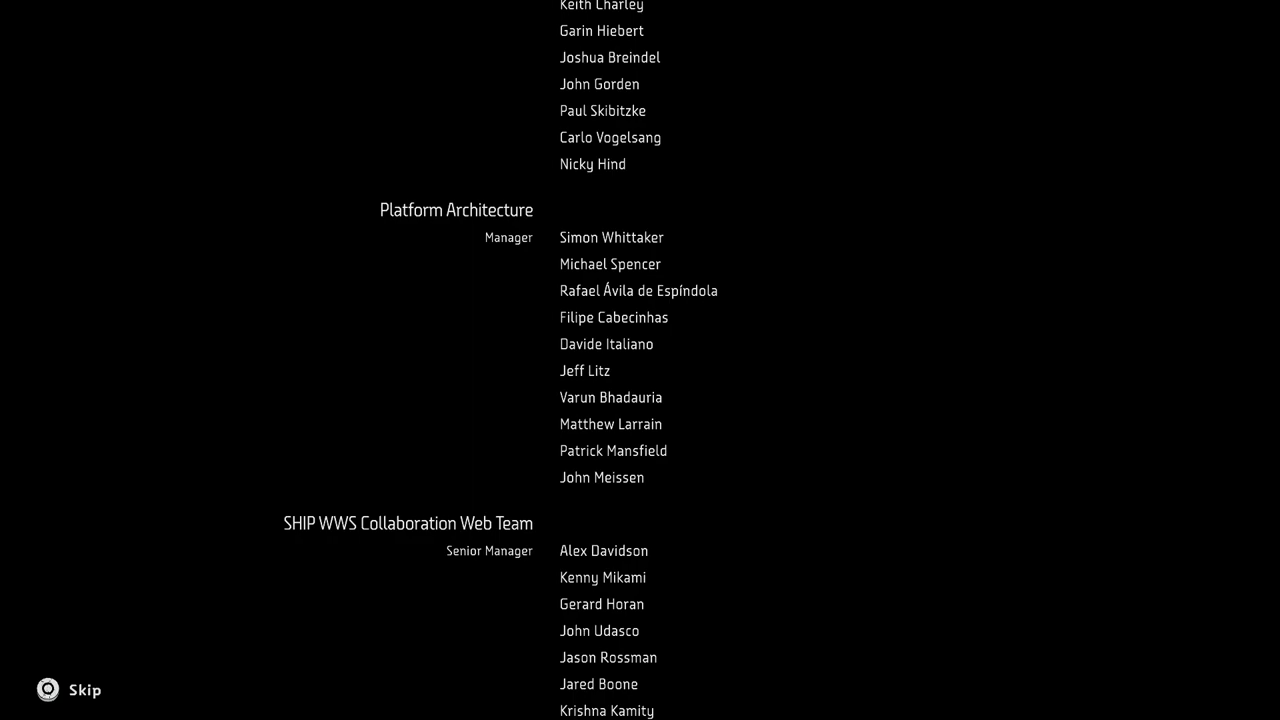 Keith Charley
Garin Hiebert
Joshua Breindel
John Gorden
Paul Skibitzke
Carlo Vogelsang
Nicky Hind
Platform Architecture
Manager Simon Whittaker
Michael Spencer
Rafael Ávila de Espíndola
Filipe Cabecinhas
Davide Italiano
Jeff Litz
Varun Bhadauria
Matthew Larrain
Patrick Mansfield
John Meissen
SHIP WWS Collaboration Web Team
Senior Manager Alex Davidson
Kenny Mikami
Gerard Horan
John Udasco
Jason Rossman
Jared Boone
Skip
Krishna Kamity